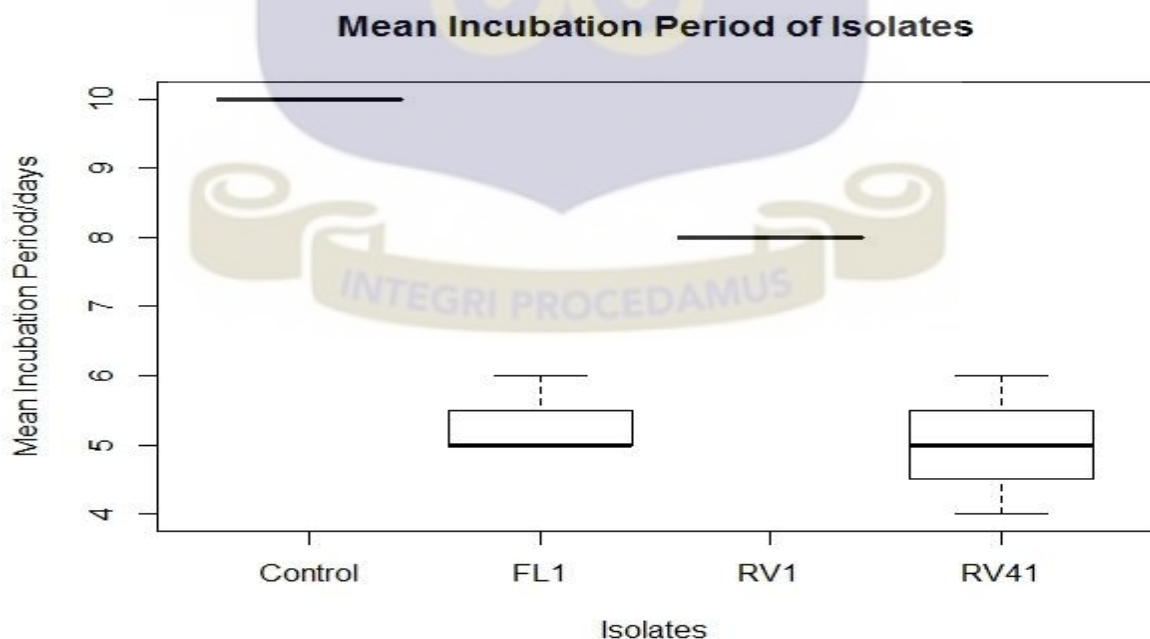 Mean Incubation Period of Isolates
Mean Incubation Period/days
10
9
8
7
6
5
4
INTEGRI PROCEDAMUS
Control FL1 RV1 RV41
Isolates